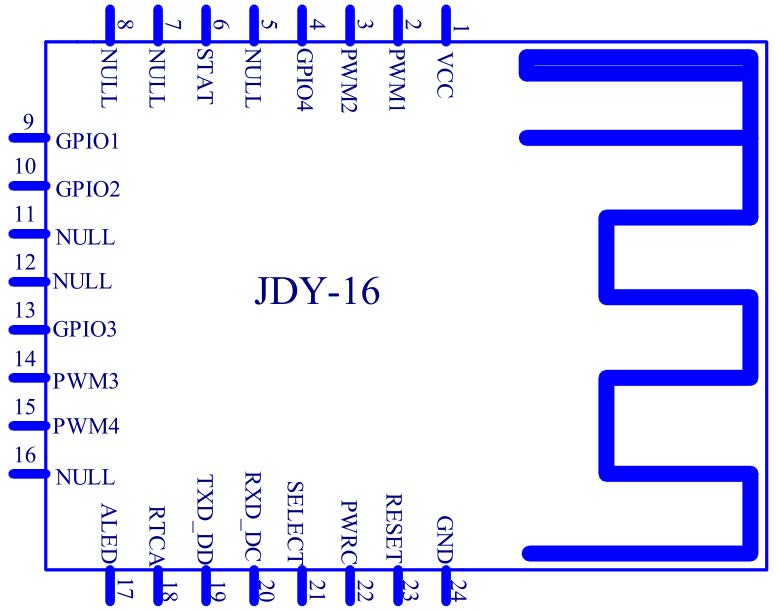 8 7 6 5 4 3 2 1
NULL NULL STAT NULL GPIO4 PWM2 PWM1 VCC
9 GPIO1
10 GPIO2
11 NULL
12 NULL
JDY-16
13 GPIO3
14 PWM3
15 PWM4
16 NULL
ALED RTCA TXD_DD RXD_DC SELECT PWRC RESET GND
17 18 19 20 21 22 23 24